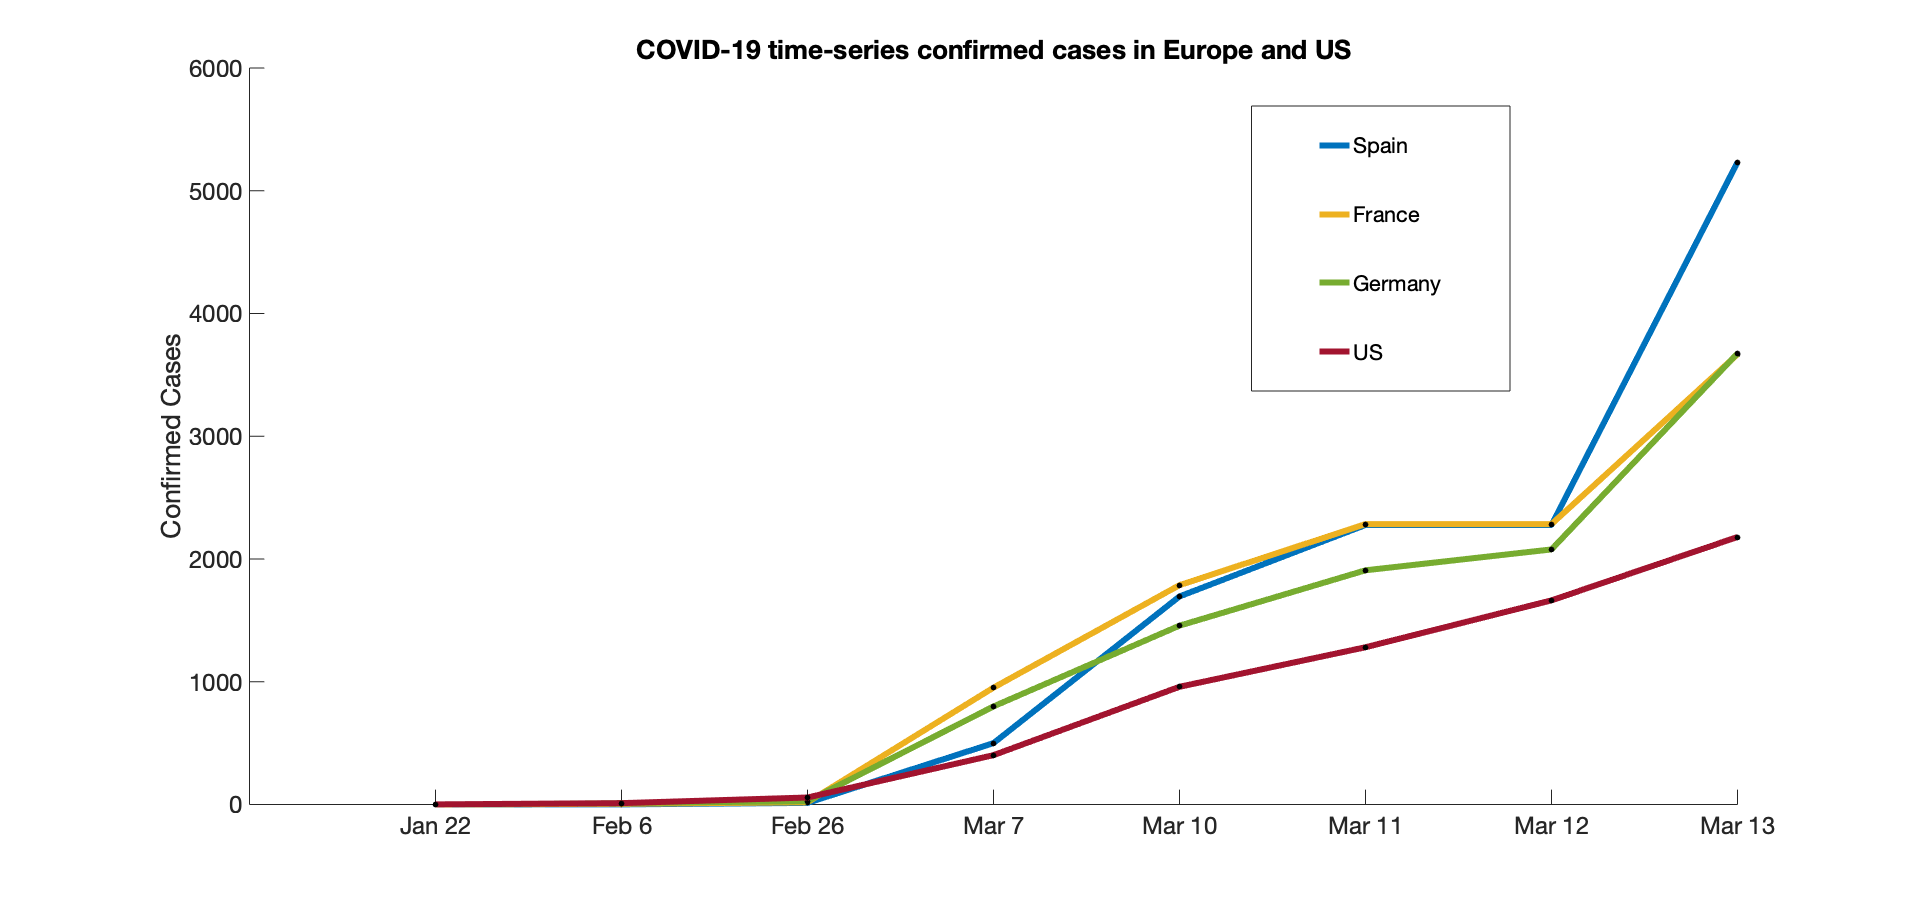 COVID-19 time-series confirmed cases in Europe and US
6000
5000
4000
3000
2000
1000
0
Confirmed Cases
Spain
France
Germany
US
Jan 22 Feb 6 Feb 26 Mar 7 Mar 10 Mar 11 Mar 12 Mar 13